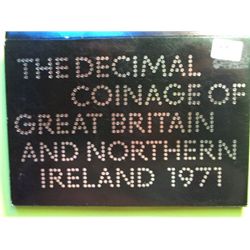 THE DECIMAL
COINAGE OF
GREAT BRITAIN
AND NORTHERN
IRELAND 1971